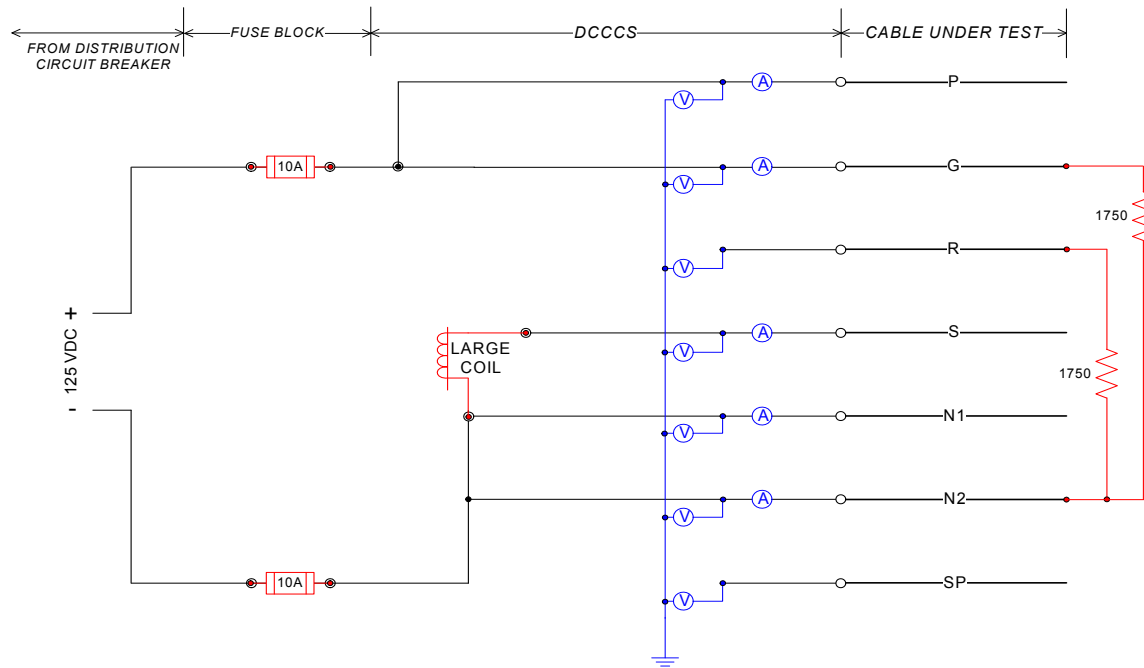 FROM DISTRIBUTION
CIRCUIT BREAKER
FUSE BLOCK
DCCCS
CABLE UNDER TEST
P
V
A
10A
G
V
A
1750
R
V
125 VDC
+
-
LARGE
COIL
S
V
A
1750
N1
V
A
N2
V
A
10A
SP
V